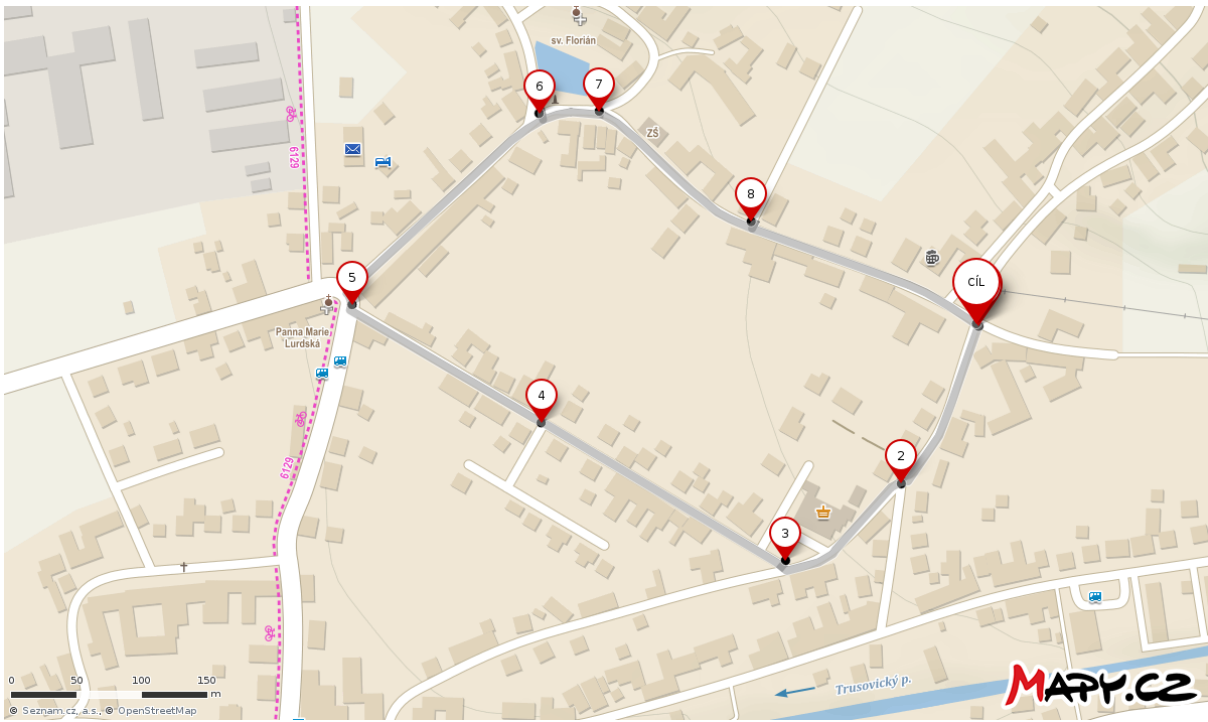 sv. Florián
6
7
ZŠ
6129
8
CÍL
5
Panna Marie
Lurdská
4
6129
2
3
0 50 100 150
m
Trusovický p.
MAPY.CZ
© Seznam.cz, a.s., © OpenStreetMap